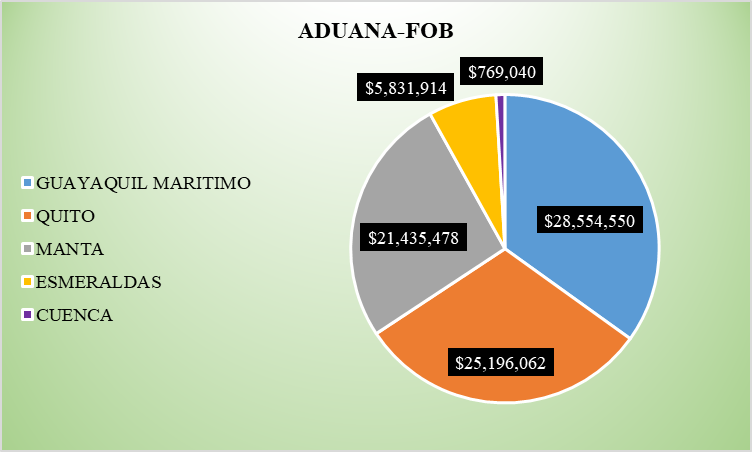 ADUANA-FOB
$769,040
$5,831,914
GUAYAQUIL MARITIMO
QUITO
MANTA
ESMERALDAS
CUENCA
$28,554,550
$21,435,478
$25,196,062